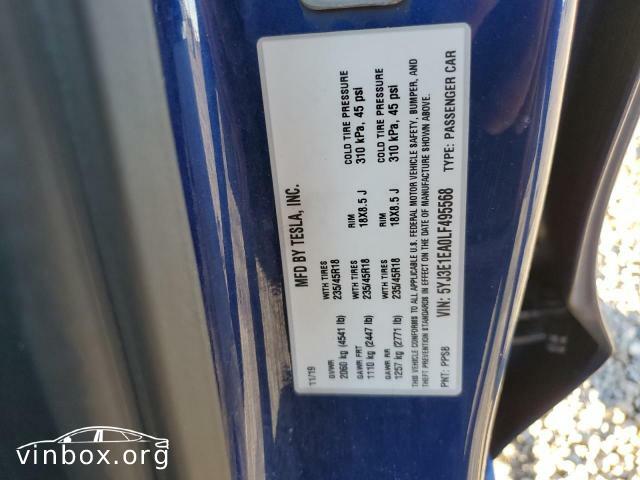 MFD BY TESLA, INC.
11/19
GVWR
2060 kg (4541 lb)
GAWR FRT WITH TIRES RIM COLD TIRE PRESSURE
1110 kg (2447 lb) 235/45R18 18X8.5 J 310 kPa, 45 psi
GAWR RR WITH TIRES RIM COLD TIRE PRESSURE
1257 kg (2771 lb) 235/45R18 18X8.5 J 310 kPa, 45 psi
THIS VEHICLE CONFORMS TO ALL APPLICABLE U.S. FEDERAL MOTOR VEHICLE SAFETY, BUMPER, AND
THEFT PREVENTION STANDARDS IN EFFECT ON THE DATE OF MANUFACTURE SHOWN ABOVE.
VIN: 5YJ3E1EA0LF495568 TYPE: PASSENGER CAR
PNT: PPSB
vinbox.org